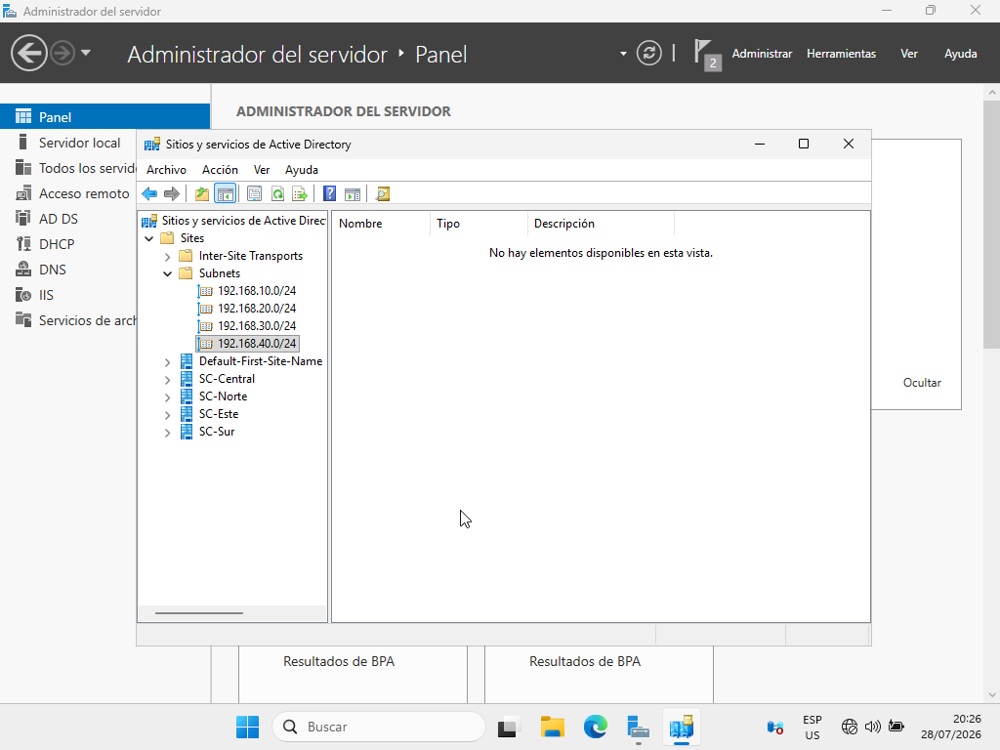 Administrador del servidor
Administrador del servidor
Panel
2
Administrar
Herramientas
Ver
Ayuda
Panel
Servidor local
Todos los servid
Acceso remoto
AD DS
DHCP
DNS
IIS
Servicios de arch
ADMINISTRADOR DEL SERVIDOR
Sitios y servicios de Active Directory
Archivo Acción Ver Ayuda
Sitios y servicios de Active Direc
Sites
Inter-Site Transports
Subnets
192.168.10.0/24
192.168.20.0/24
192.168.30.0/24
192.168.40.0/24
Default-First-Site-Name
SC-Central
SC-Norte
SC-Este
SC-Sur
Nombre Tipo Descripción
No hay elementos disponibles en esta vista.
Ocultar
Resultados de BPA
Resultados de BPA
Buscar
ESP
US
20:26
28/07/2026